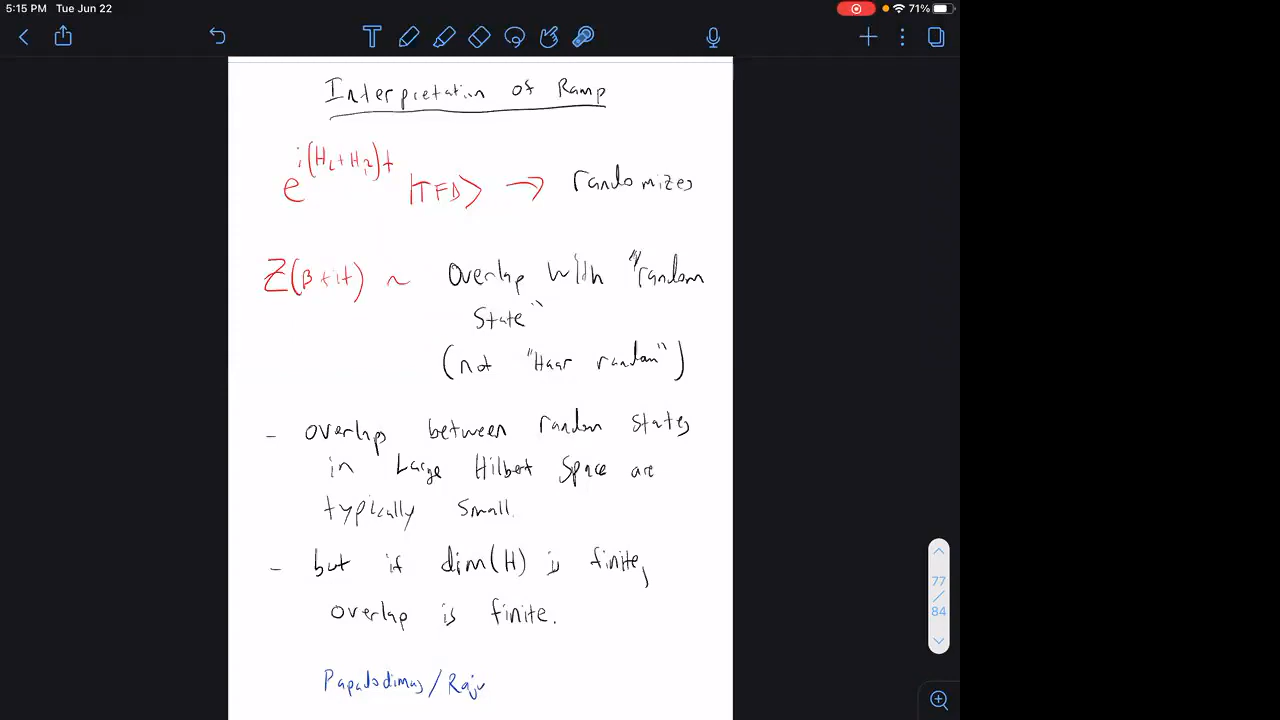 5:15 PM Tue Jun 22
71%
Interpretation of Ramp
e^{i(H_L+H_R)t} |TFD> → randomizes
Z(β+it) ~ overlap with "random
state"
(not "Haar random")
- overlap between random states
in Large Hilbert Space are
typically small.
- but if dim(H) is finite,
overlap is finite.
Papadodimas/Raju
77
/
84